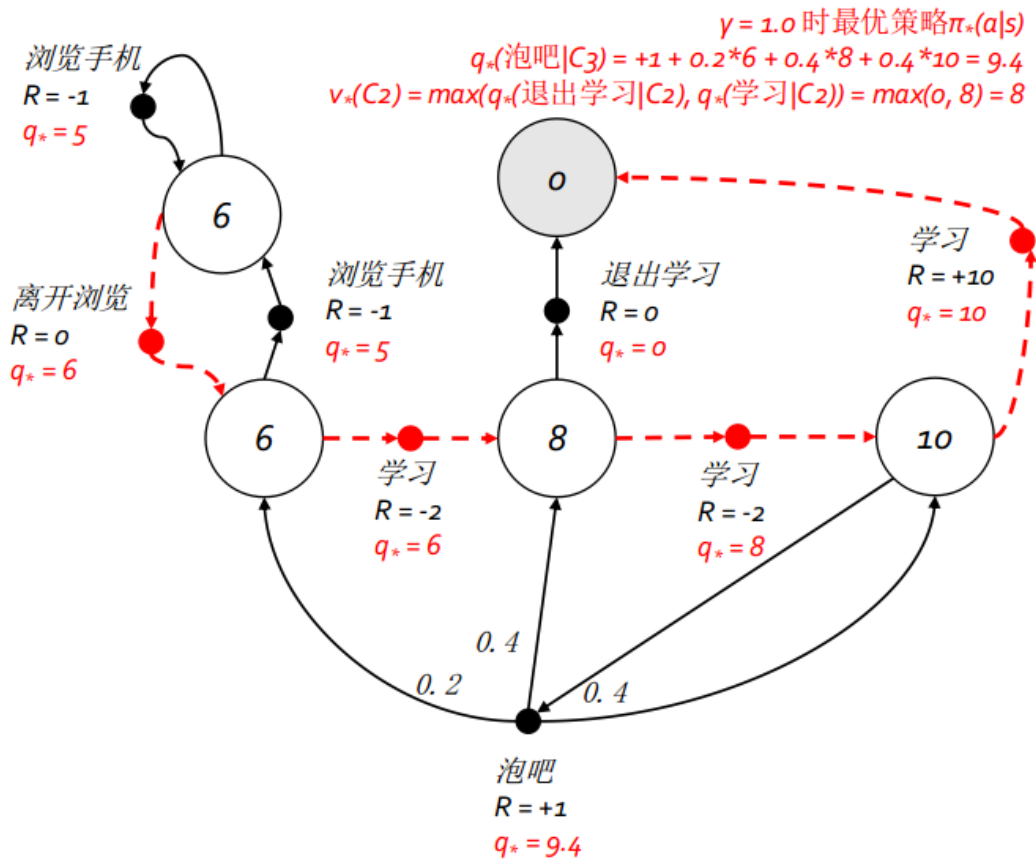 γ = 1.0 时最优策略π*(a|s)
q*(泡吧|C3) = +1 + 0.2*6 + 0.4*8 + 0.4*10 = 9.4
v*(C2) = max(q*(退出学习|C2), q*(学习|C2)) = max(0, 8) = 8
浏览手机
R = -1
q* = 5
6
0
离开浏览
R = 0
q* = 6
浏览手机
R = -1
q* = 5
退出学习
R = 0
q* = 0
学习
R = +10
q* = 10
6
8
10
学习
R = -2
q* = 6
学习
R = -2
q* = 8
0.2
0.4
0.4
泡吧
R = +1
q* = 9.4